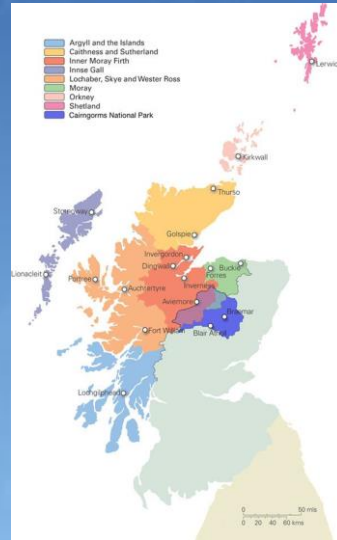 Argyll and the Islands
Caithness and Sutherland
Inner Moray Firth
Innse Gall
Lochaber, Skye and Wester Ross
Moray
Orkney
Shetland
Cairngorms National Park
Lerwick
Kirkwall
Thurso
Stornoway
Golspie
Invergordon
Dingwall
Buckie
Forres
Lionacleit
Portree
Inverness
Auchtertyre
Aviemore
Braemar
Fort William
Blair Atholl
Lochgilphead
0 50 mls
0 20 40 60 kms